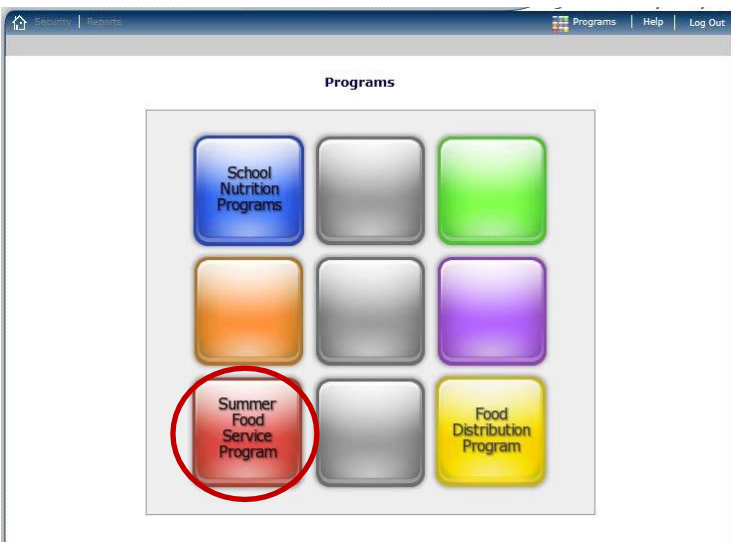 Security | Reports
Programs | Help | Log Out
Programs
School
Nutrition
Programs
Summer
Food
Service
Program
Food
Distribution
Program